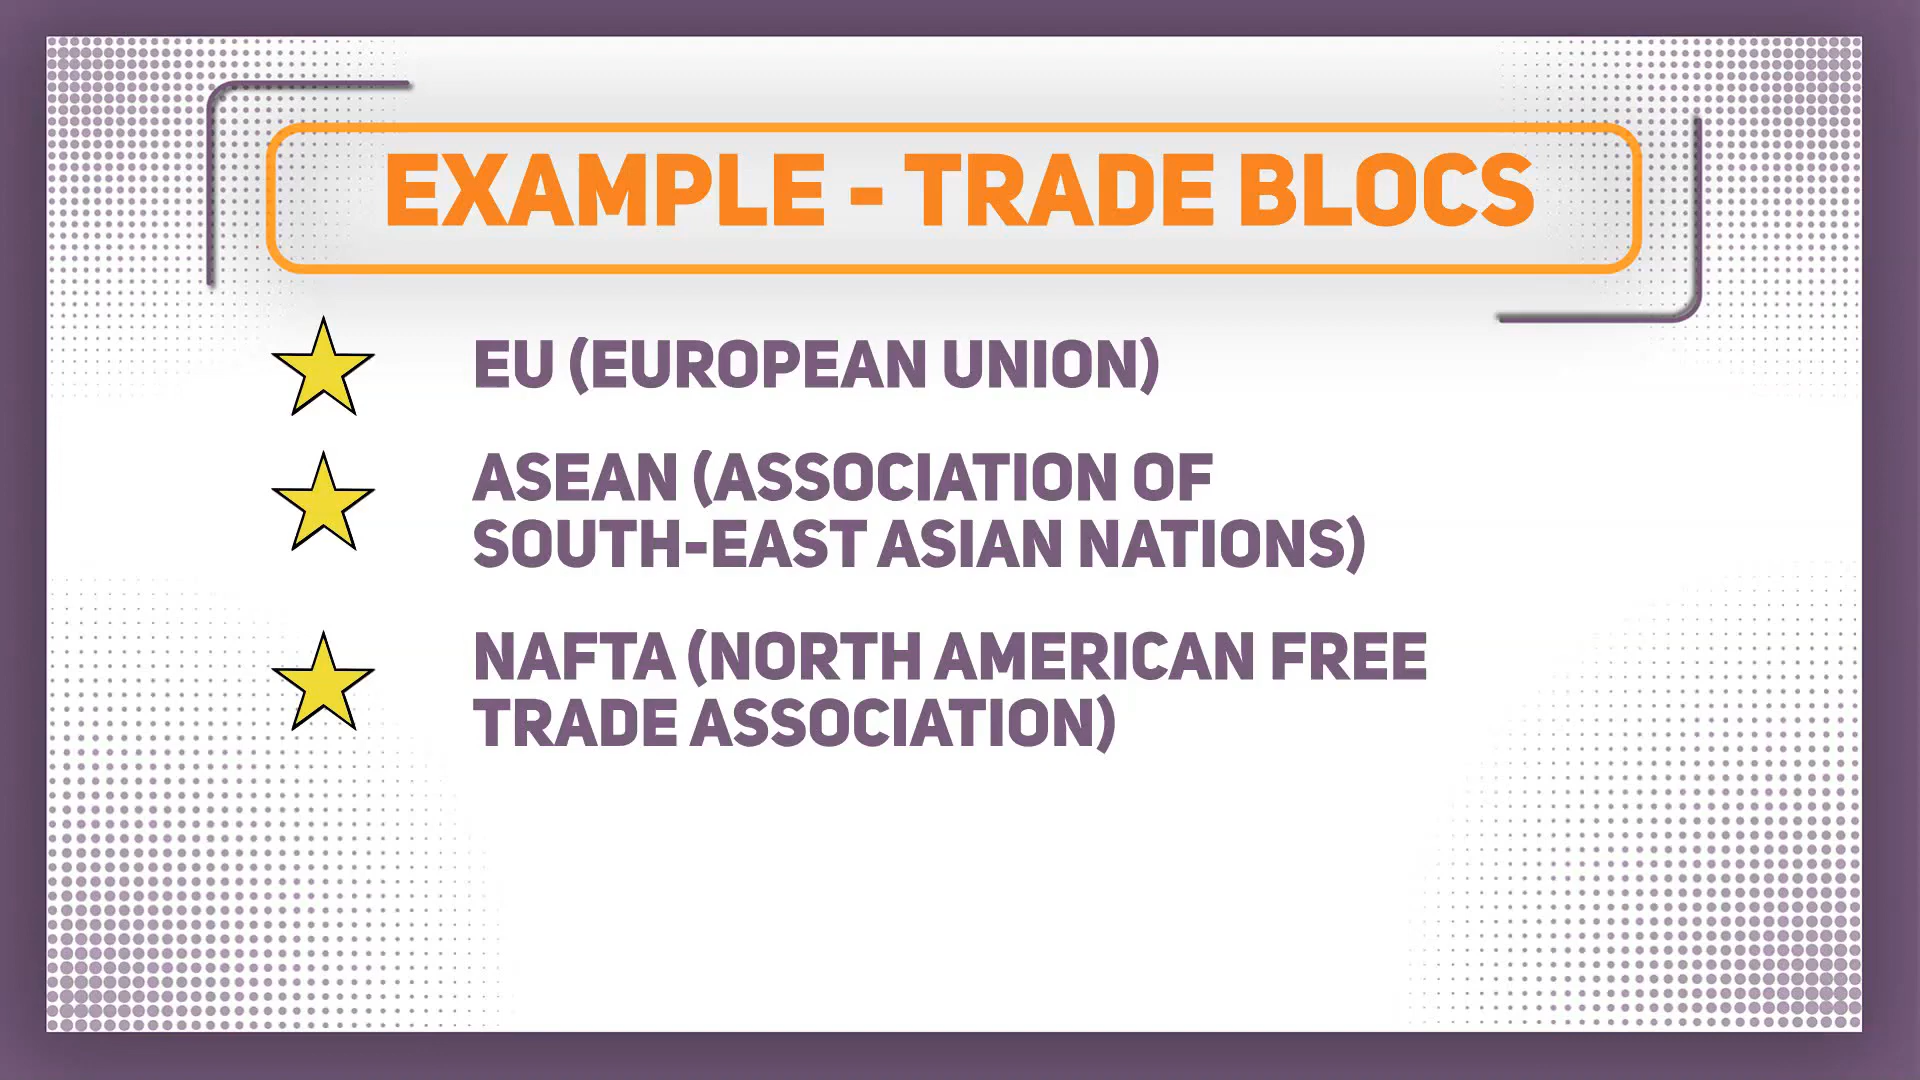 EXAMPLE - TRADE BLOCS
EU (EUROPEAN UNION)
ASEAN (ASSOCIATION OF
SOUTH-EAST ASIAN NATIONS)
NAFTA (NORTH AMERICAN FREE
TRADE ASSOCIATION)